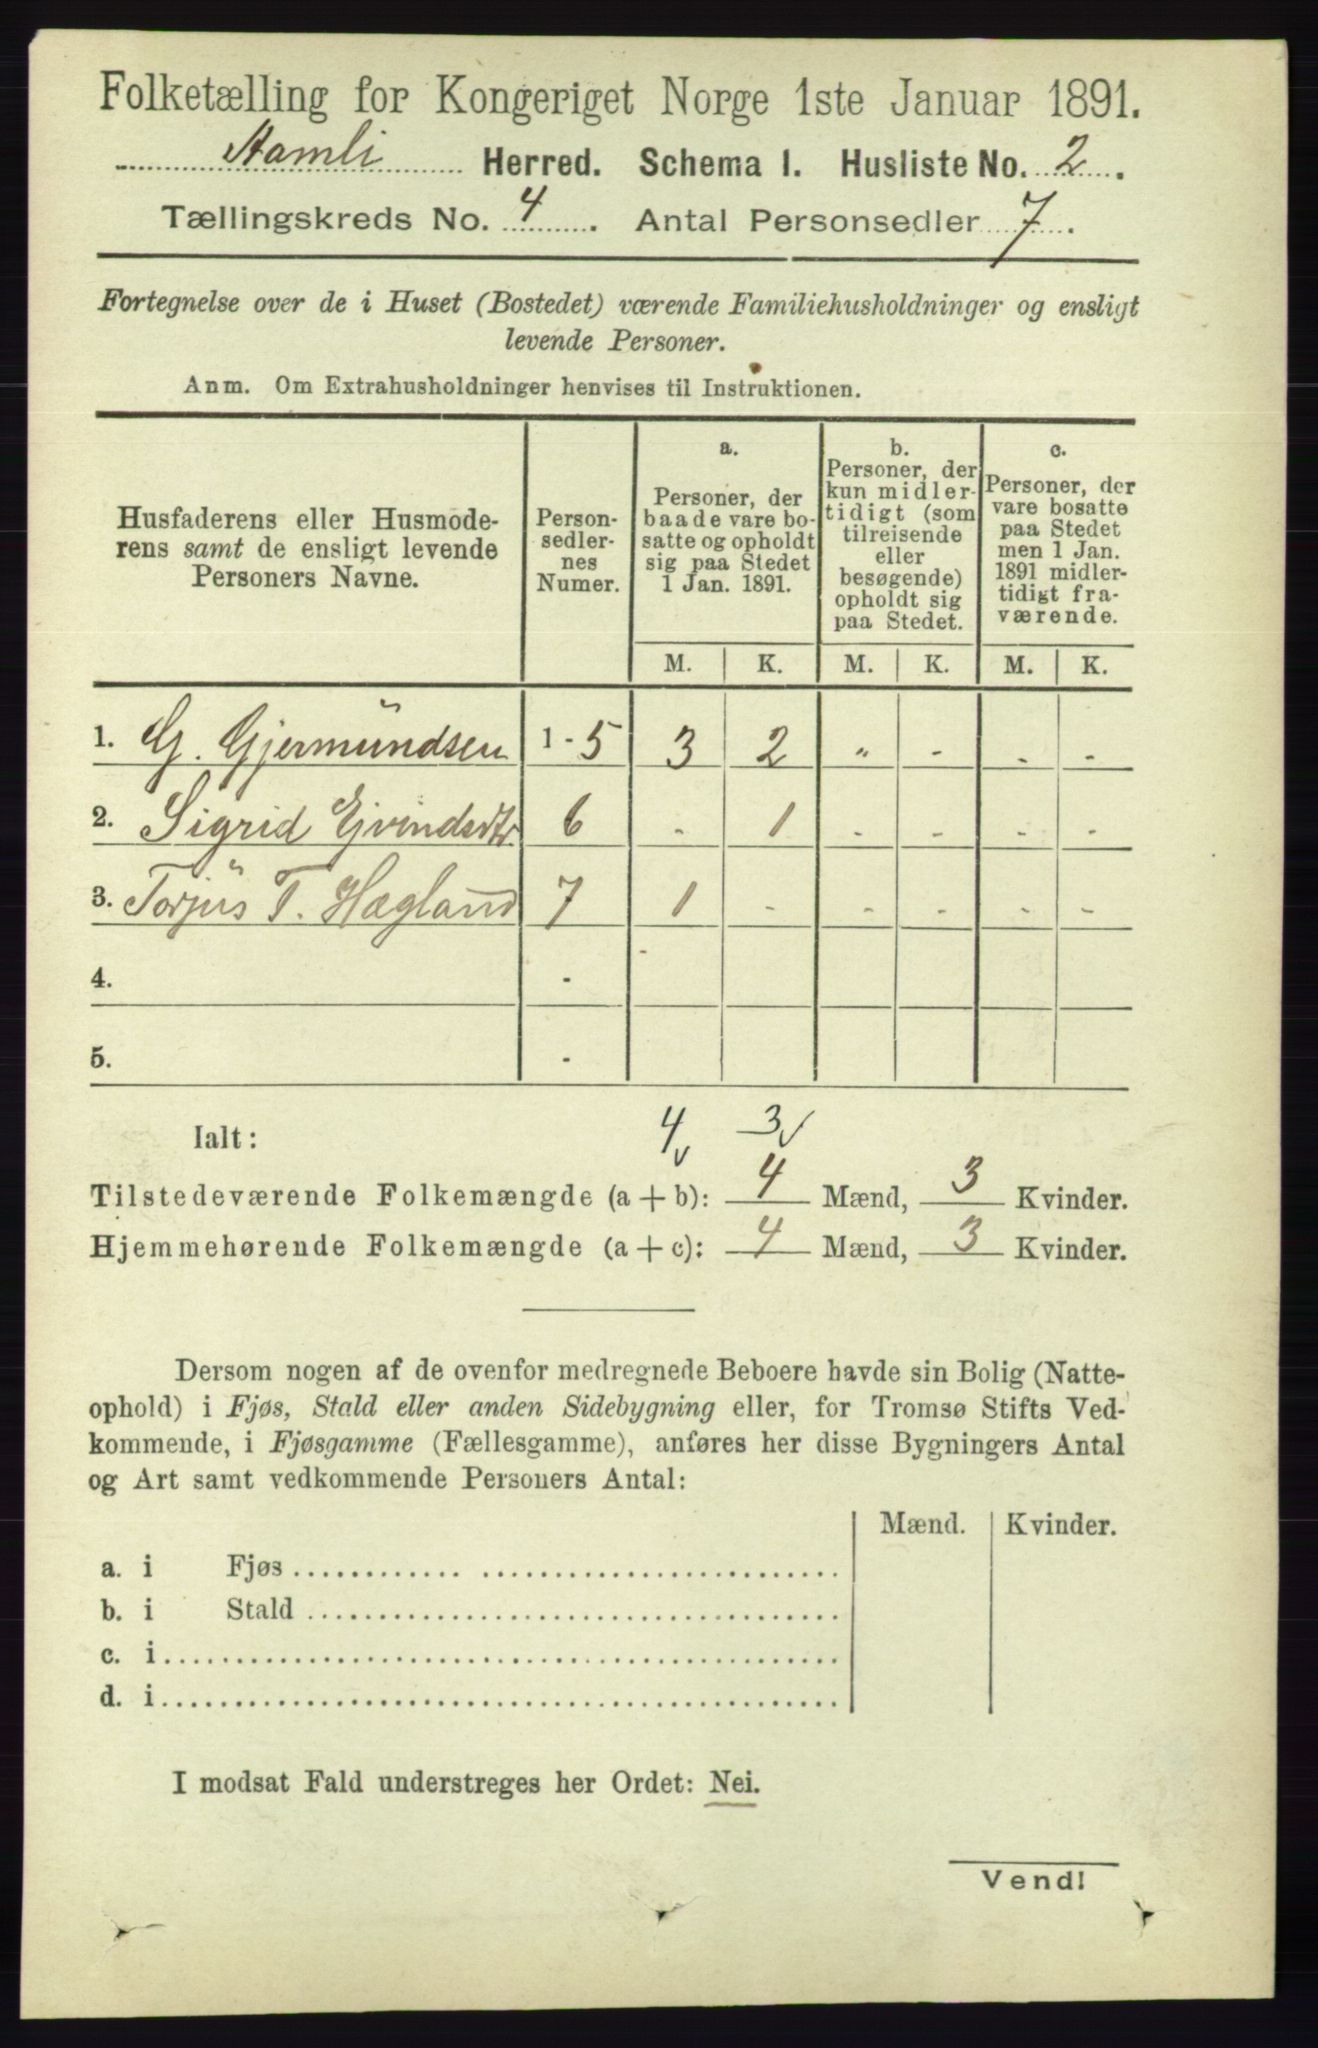 Folketælling for Kongeriget Norge 1ste Januar 1891.
Aamli Herred. Schema I. Husliste No. 2.
Tællingskreds No. 4. Antal Personsedler 7.
Fortegnelse over de i Huset (Bostedet) værende Familiehusholdninger og ensligt
levende Personer.
Anm. Om Extrahusholdninger henvises til Instruktionen.
Husfaderens eller Husmode-
rens samt de ensligt levende
Personers Navne.
Person-
sedler-
nes
Numer.
a.
Personer, der
baade vare bo-
satte og opholdt
sig paa Stedet
1 Jan. 1891.
b.
Personer, der
kun midler-
tidigt (som
tilreisende
eller
besøgende)
opholdt sig
paa Stedet.
c.
Personer, der
vare bosatte
paa Stedet
men 1 Jan.
1891 midler-
tidigt fra-
værende.
M. K. M. K. M. K.
1. G. Gjermundsen 1 - 5 3 2 " - - -
2. Sigrid Ejvindsdtr. 6 - 1 - - - -
3. Torjus T. Hægland 7 1 - - - - -
4. -
5. -
Ialt: 4 3
Tilstedeværende Folkemængde (a + b): 4 Mænd, 3 Kvinder.
Hjemmehørende Folkemængde (a + c): 4 Mænd, 3 Kvinder.
Dersom nogen af de ovenfor medregnede Beboere havde sin Bolig (Natte-
ophold) i Fjøs, Stald eller anden Sidebygning eller, for Tromsø Stifts Ved-
kommende, i Fjøsgamme (Fællesgamme), anføres her disse Bygningers Antal
og Art samt vedkommende Personers Antal:
Mænd. Kvinder.
a. i Fjøs
b. i Stald
c. i
d. i
I modsat Fald understreges her Ordet: Nei.
Vend!